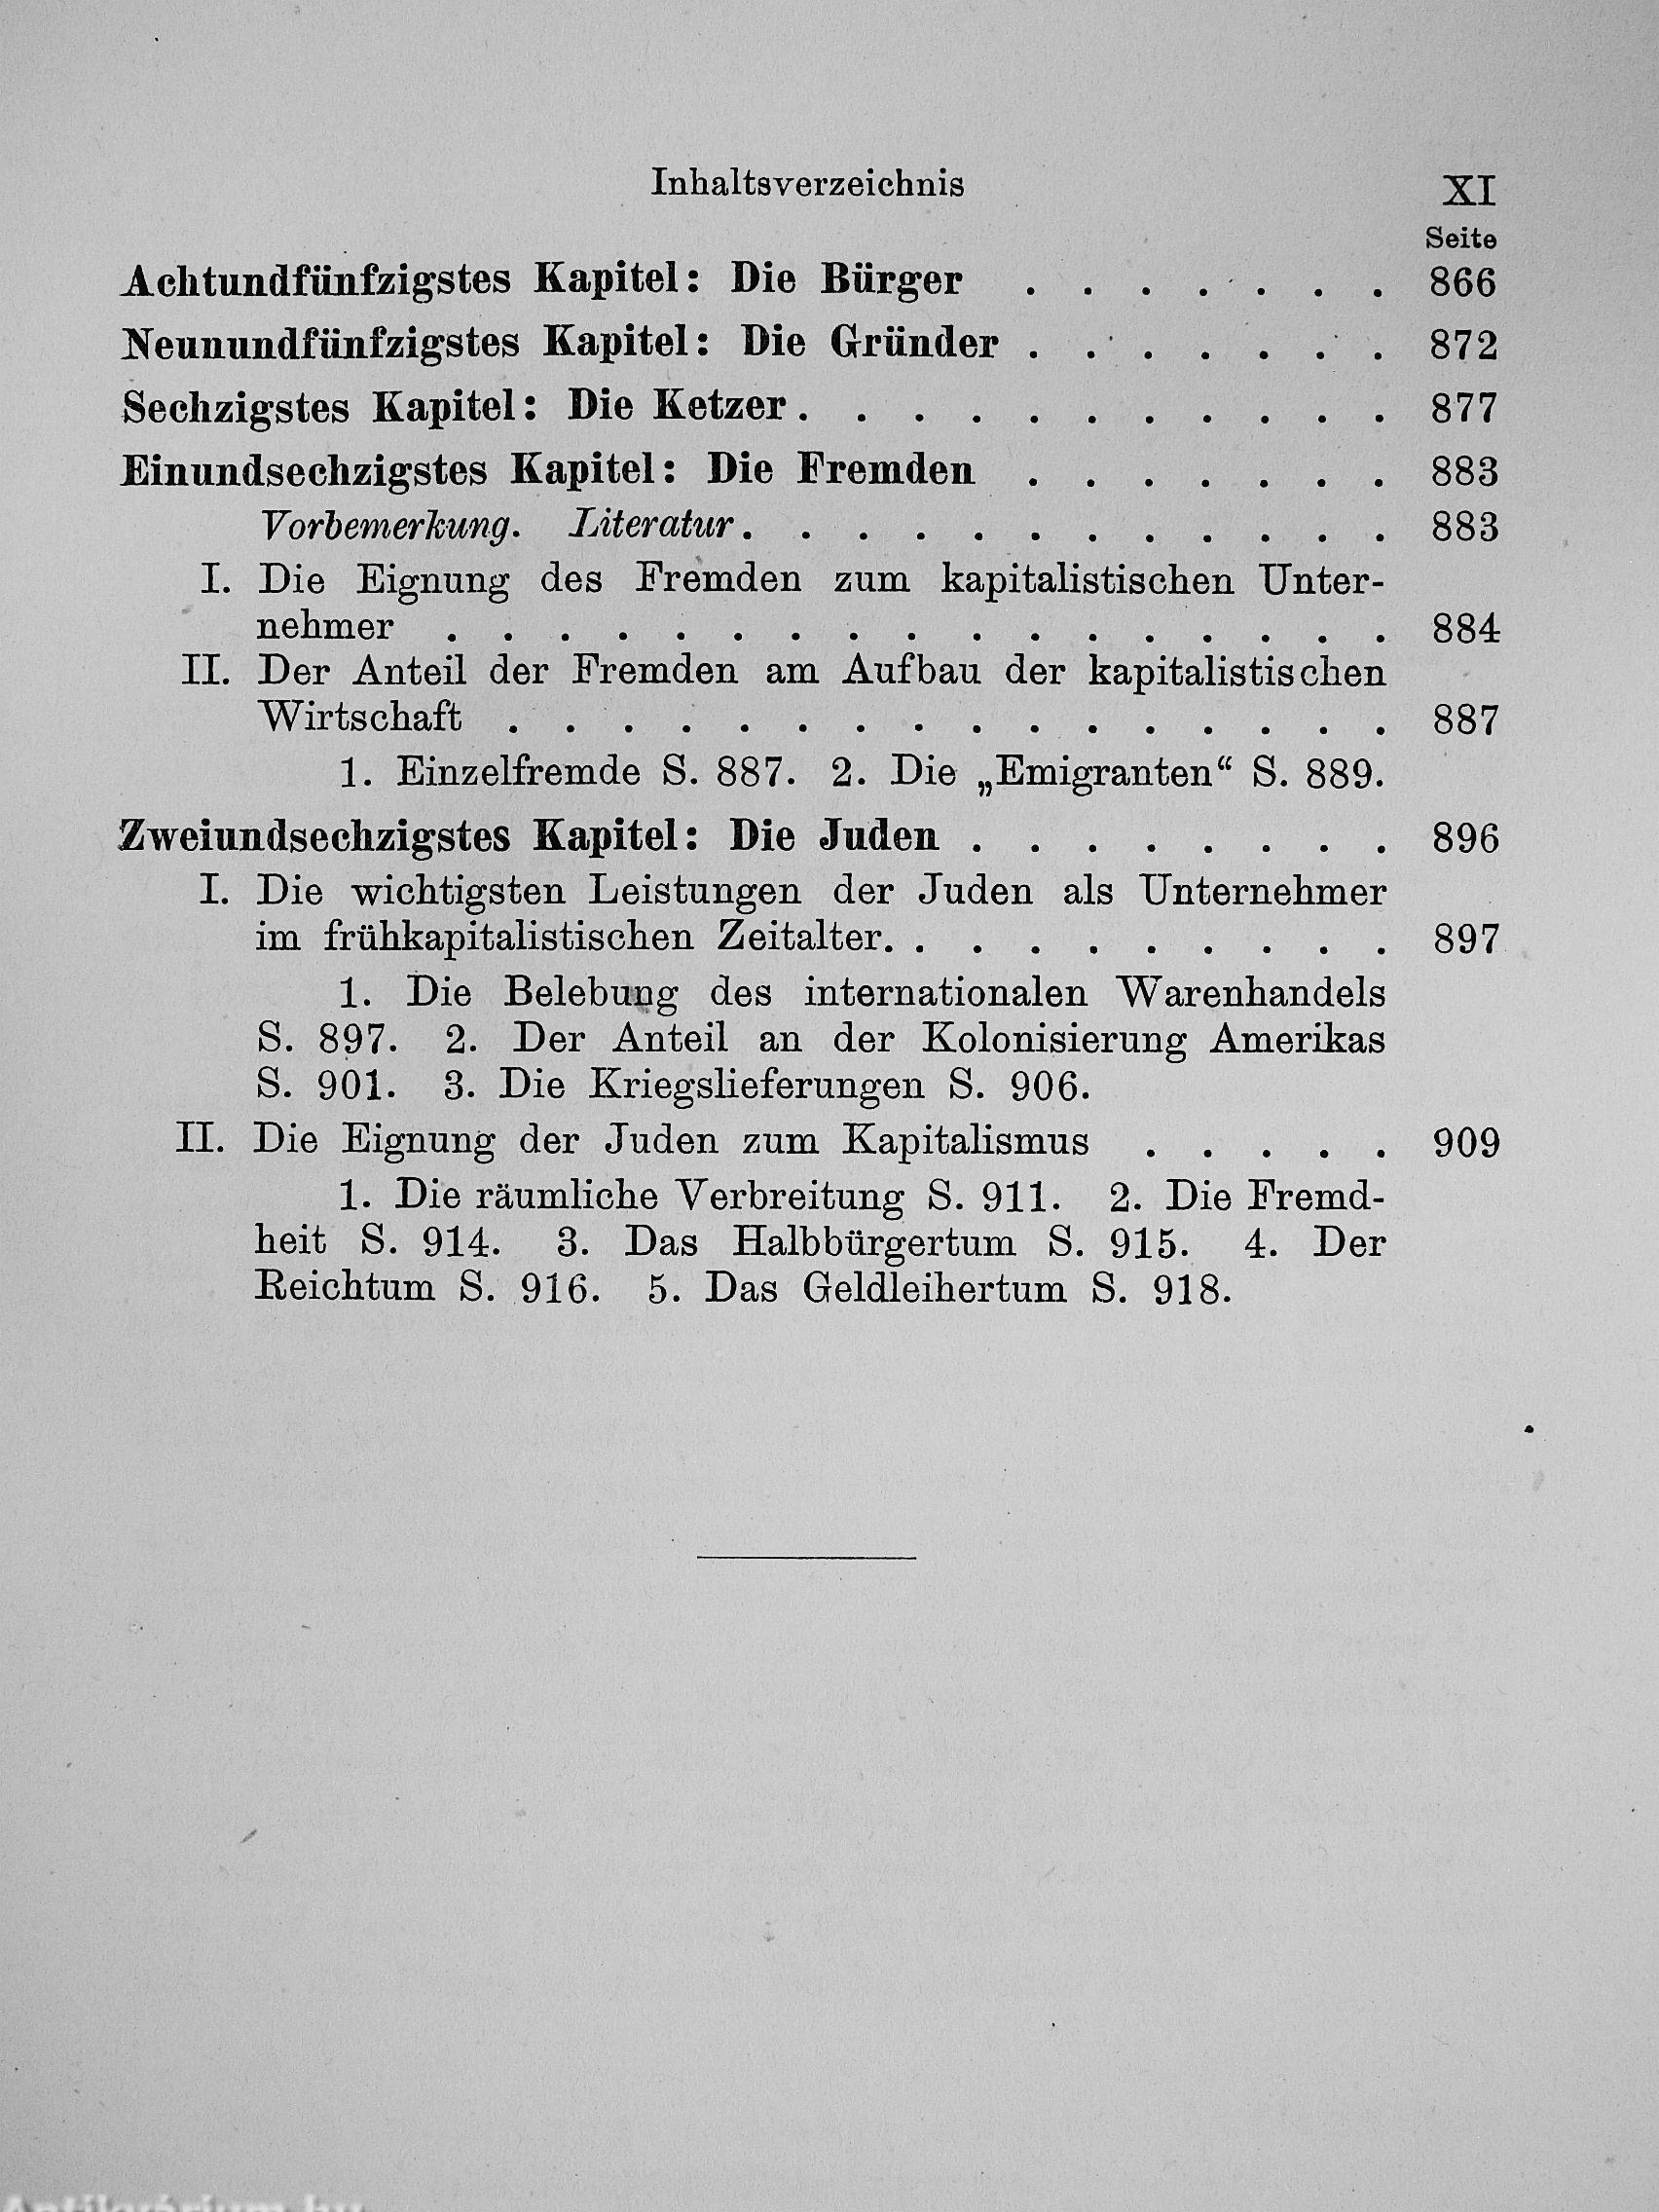 Inhaltsverzeichnis XI
Seite
Achtundfünfzigstes Kapitel: Die Bürger . . . . . . . 866
Neunundfünfzigstes Kapitel: Die Gründer . . . . . . . 872
Sechzigstes Kapitel: Die Ketzer. . . . . . . . . . . 877
Einundsechzigstes Kapitel: Die Fremden . . . . . . . 883
Vorbemerkung. Literatur. . . . . . . . . . . . 883
I. Die Eignung des Fremden zum kapitalistischen Unter-
nehmer . . . . . . . . . . . . . . . . . 884
II. Der Anteil der Fremden am Aufbau der kapitalistischen
Wirtschaft . . . . . . . . . . . . . . . . 887
1. Einzelfremde S. 887. 2. Die „Emigranten“ S. 889.
Zweiundsechzigstes Kapitel: Die Juden . . . . . . . . 896
I. Die wichtigsten Leistungen der Juden als Unternehmer
im frühkapitalistischen Zeitalter. . . . . . . . . . 897
1. Die Belebung des internationalen Warenhandels
S. 897. 2. Der Anteil an der Kolonisierung Amerikas
S. 901. 3. Die Kriegslieferungen S. 906.
II. Die Eignung der Juden zum Kapitalismus . . . . . 909
1. Die räumliche Verbreitung S. 911. 2. Die Fremd-
heit S. 914. 3. Das Halbbürgertum S. 915. 4. Der
Reichtum S. 916. 5. Das Geldleihertum S. 918.